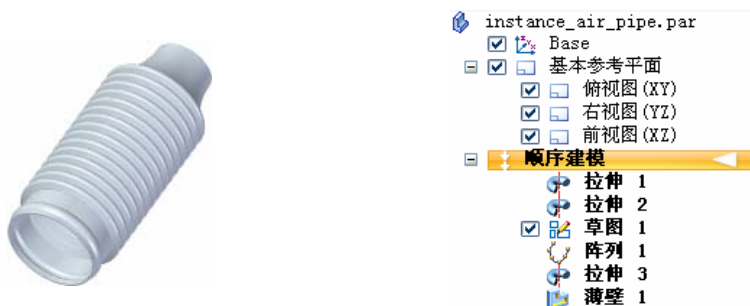 instance_air_pipe.par
Base
基本参考平面
俯视图(XY)
右视图(YZ)
前视图(XZ)
顺序建模
拉伸 1
拉伸 2
草图 1
阵列 1
拉伸 3
薄壁 1